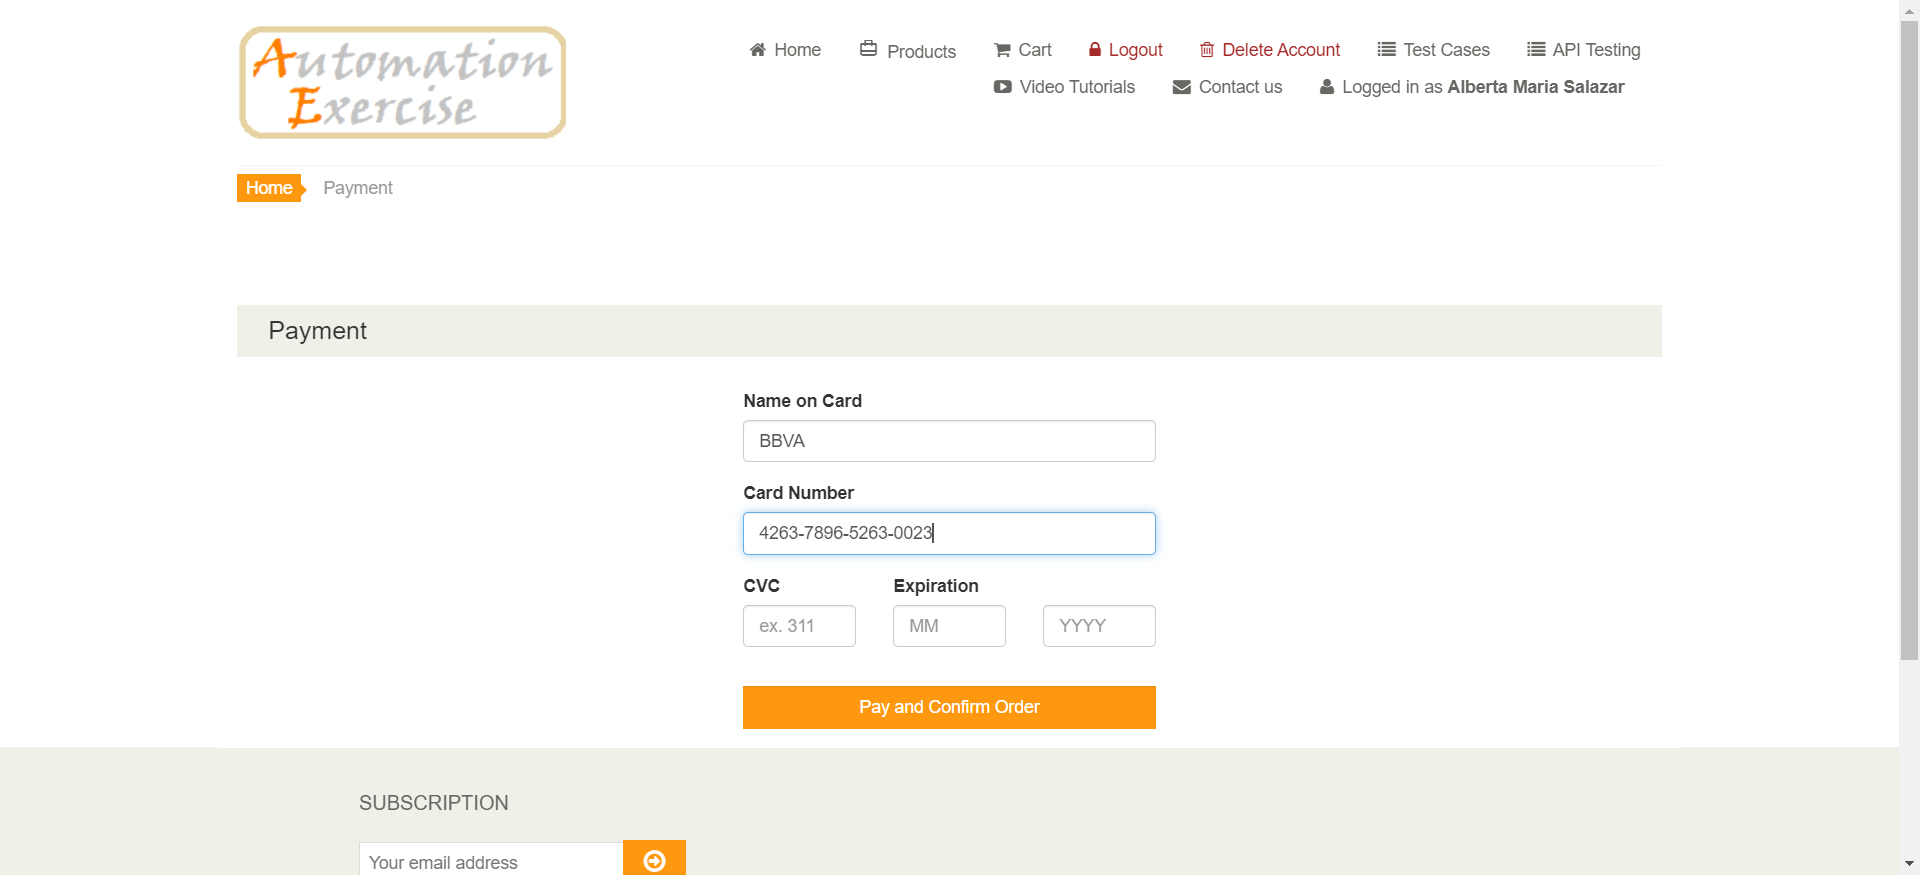 Automation
Exercise
Home Products Cart Logout Delete Account Test Cases API Testing
Video Tutorials Contact us Logged in as Alberta Maria Salazar
Home Payment
Payment
Name on Card
BBVA
Card Number
4263-7896-5263-0023
CVC Expiration
ex. 311 MM YYYY
Pay and Confirm Order
SUBSCRIPTION
Your email address